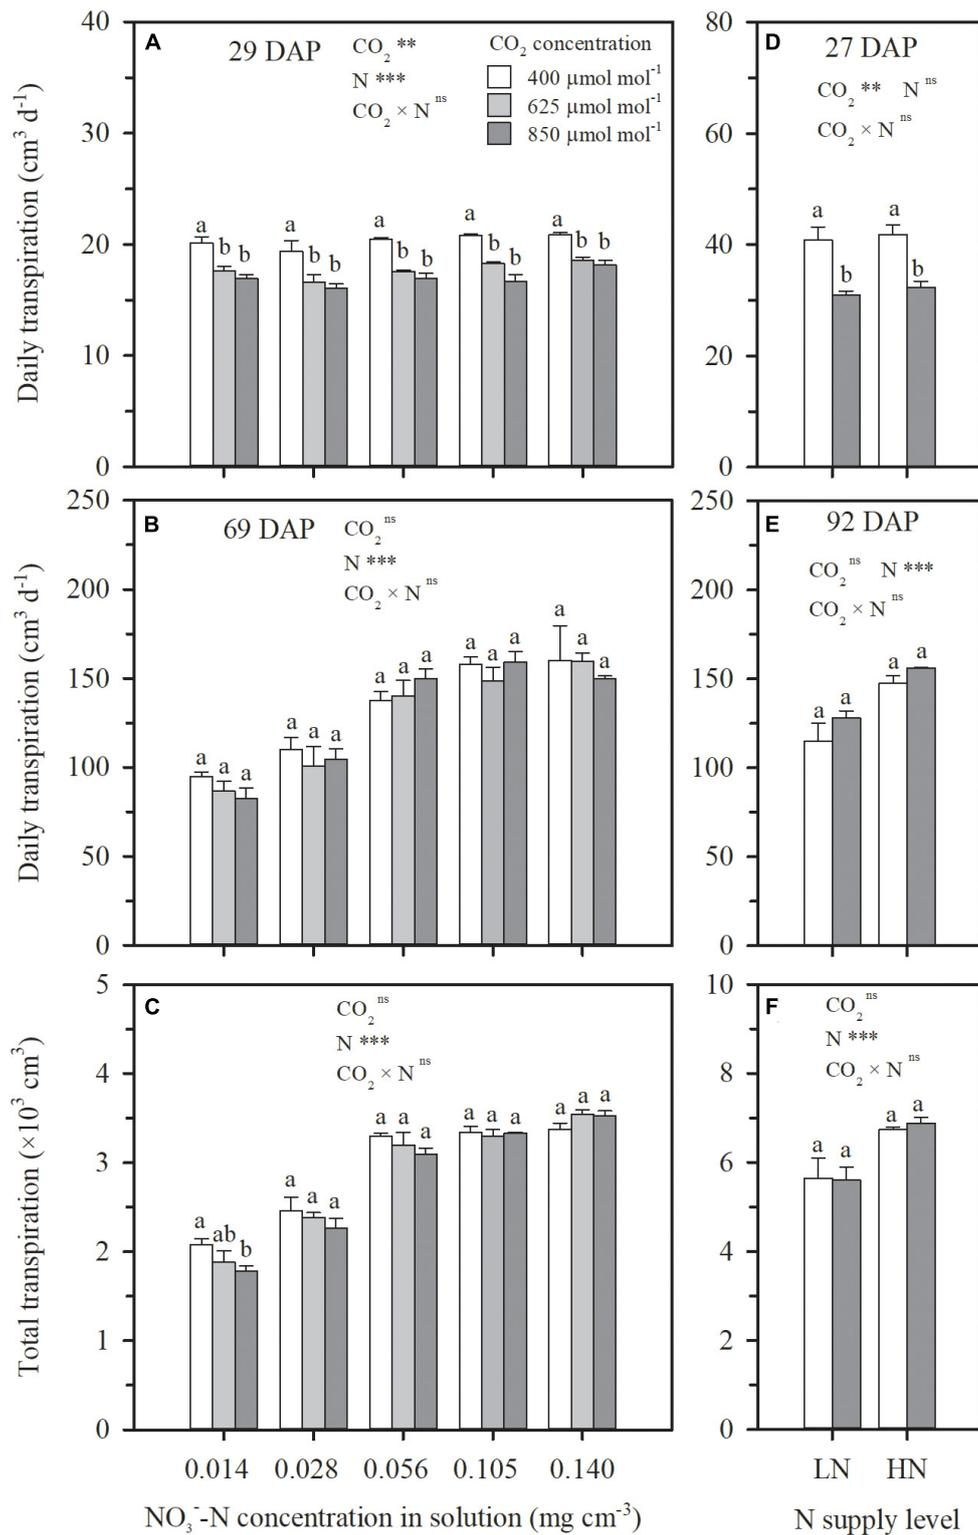 A
29 DAP
CO₂ **
N ***
CO₂ × N ⁿˢ
CO₂ concentration
400 µmol mol⁻¹
625 µmol mol⁻¹
850 µmol mol⁻¹
Daily transpiration (cm³ d⁻¹)
40
30
20
10
0
a b b a b b a b b a b b a b b
D
27 DAP
CO₂ ** N ⁿˢ
CO₂ × N ⁿˢ
80
60
40
20
0
a b a b
B
69 DAP
CO₂ ⁿˢ
N ***
CO₂ × N ⁿˢ
Daily transpiration (cm³ d⁻¹)
250
200
150
100
50
0
a a a a a a a a a a a a a a a
E
92 DAP
CO₂ ⁿˢ N ***
CO₂ × N ⁿˢ
250
200
150
100
50
0
a a a a
C
CO₂ ⁿˢ
N ***
CO₂ × N ⁿˢ
Total transpiration (×10³ cm³)
5
4
3
2
1
0
a ab b a a a a a a a a a a a a
0.014 0.028 0.056 0.105 0.140
NO₃⁻-N concentration in solution (mg cm⁻³)
F
CO₂ ⁿˢ
N ***
CO₂ × N ⁿˢ
10
8
6
4
2
0
a a a a
LN HN
N supply level